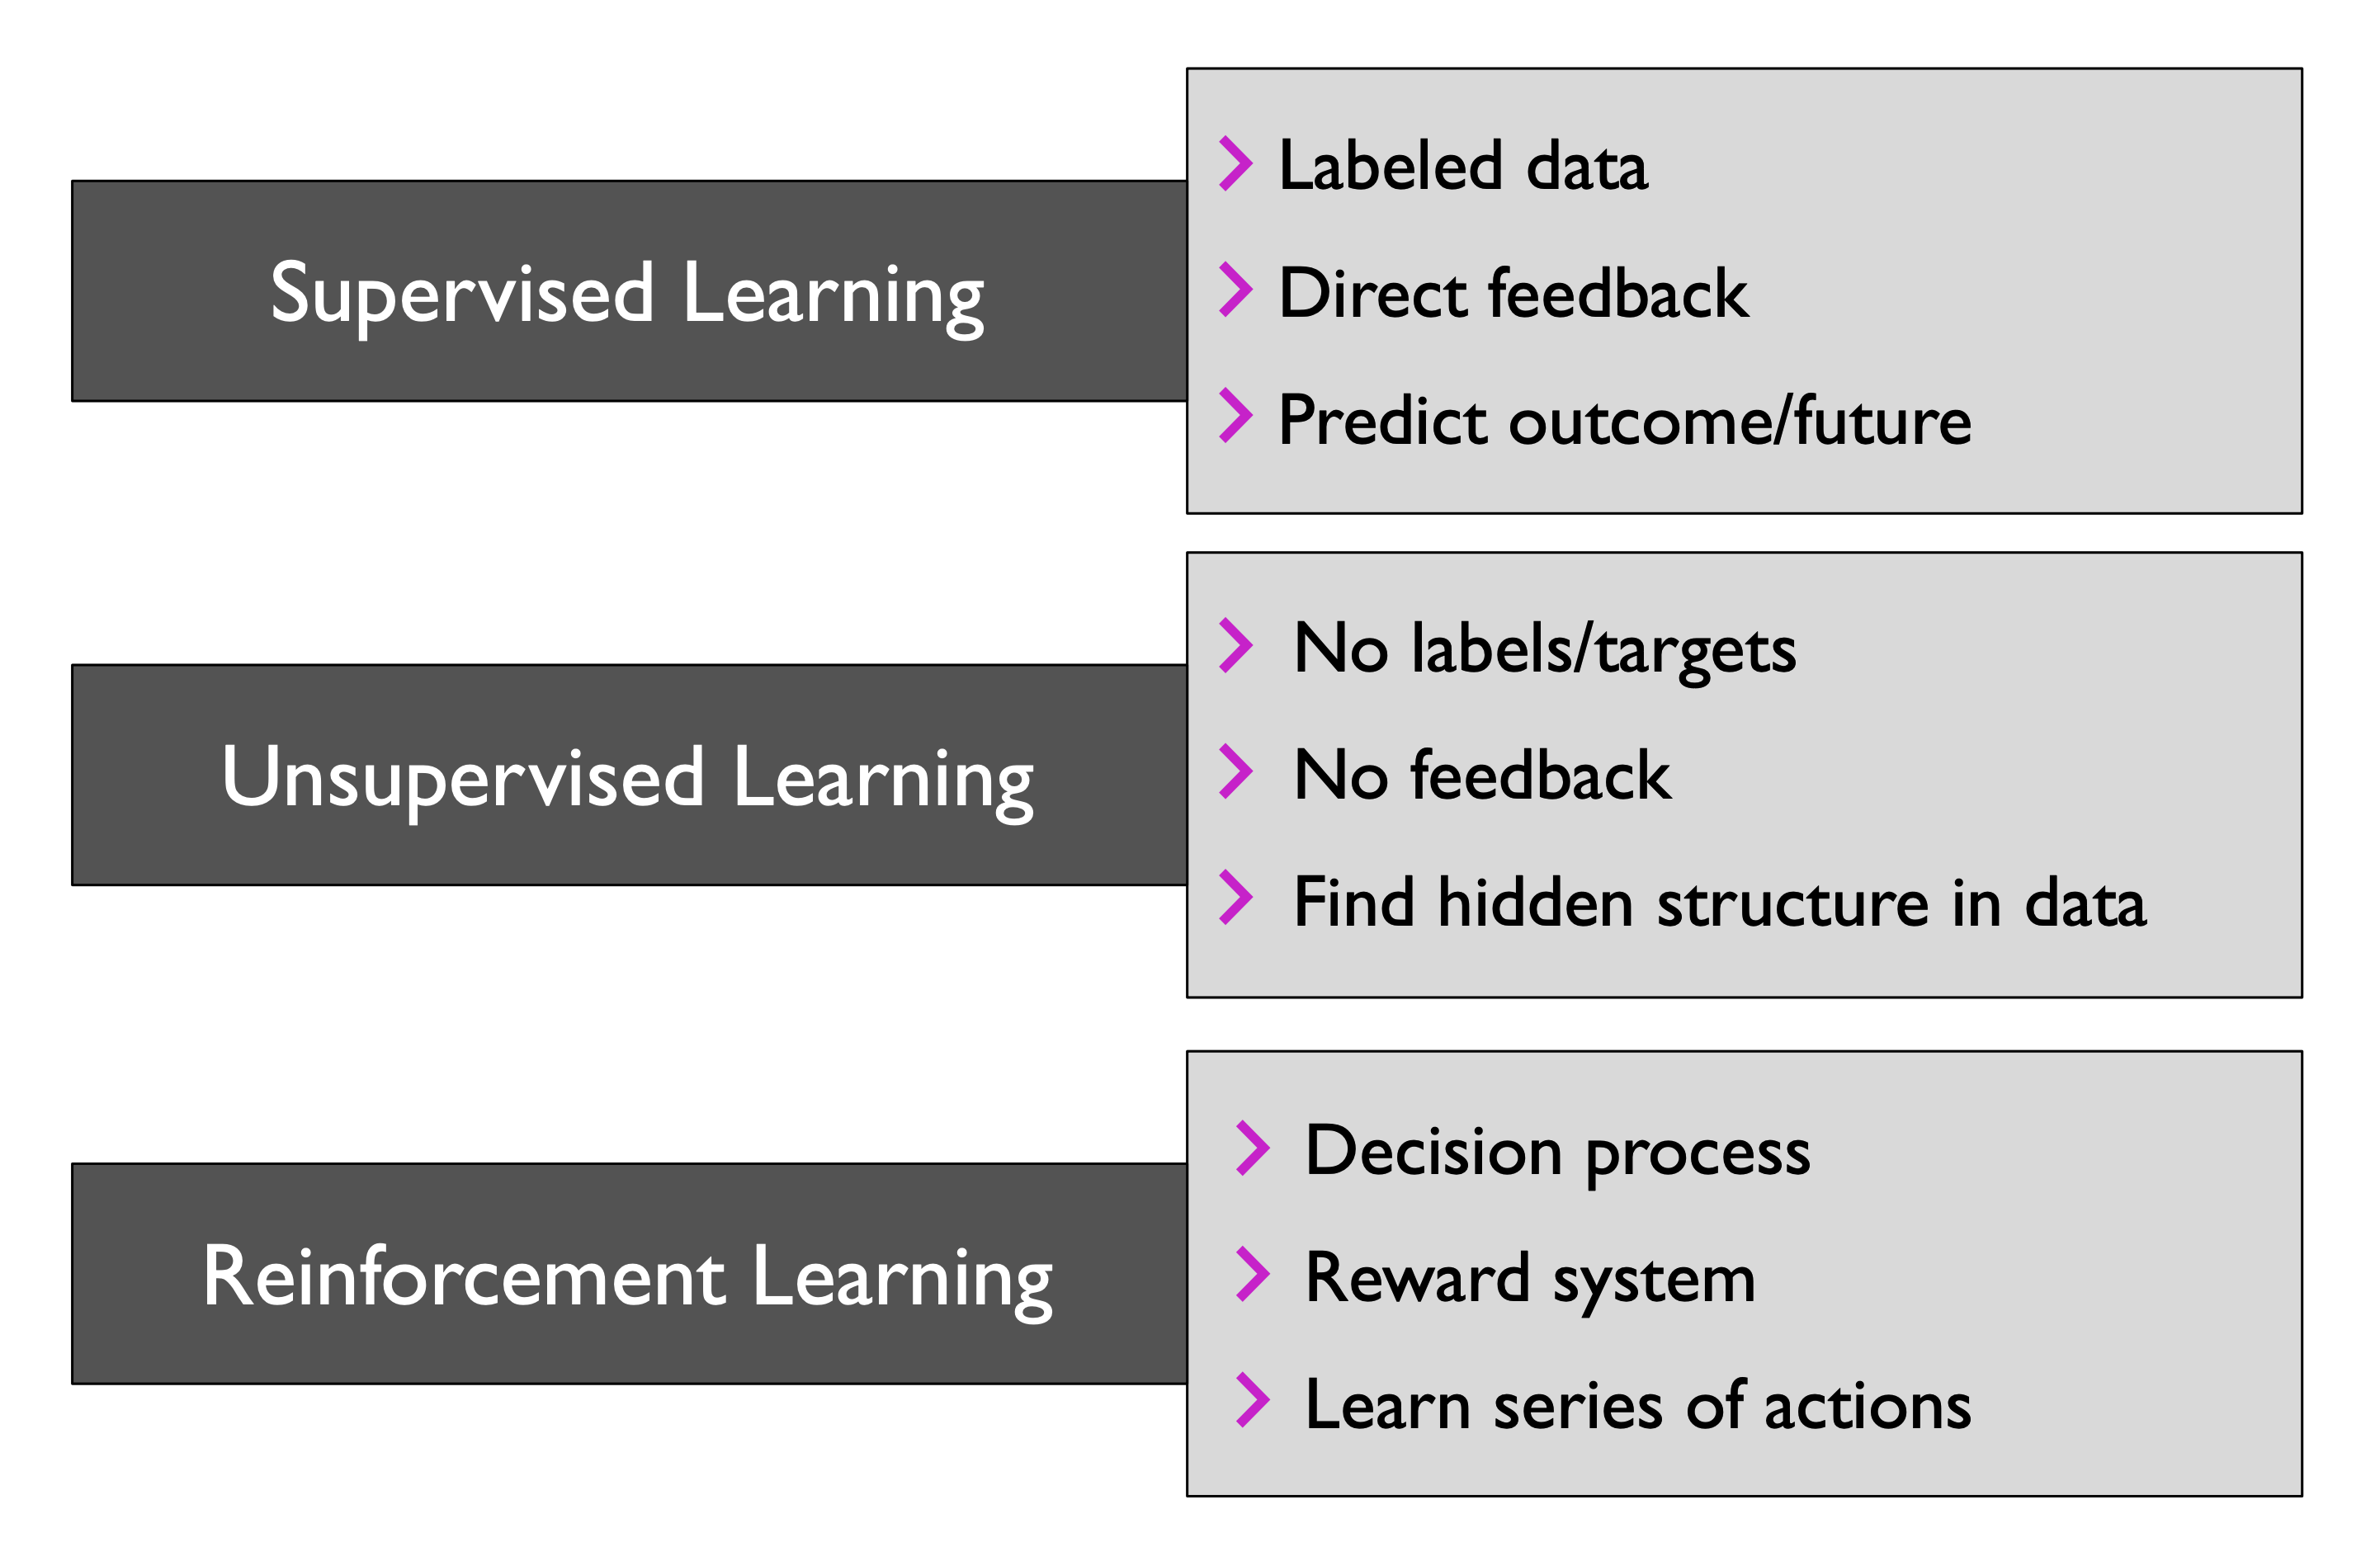 Supervised Learning
Labeled data
Direct feedback
Predict outcome/future
Unsupervised Learning
No labels/targets
No feedback
Find hidden structure in data
Reinforcement Learning
Decision process
Reward system
Learn series of actions